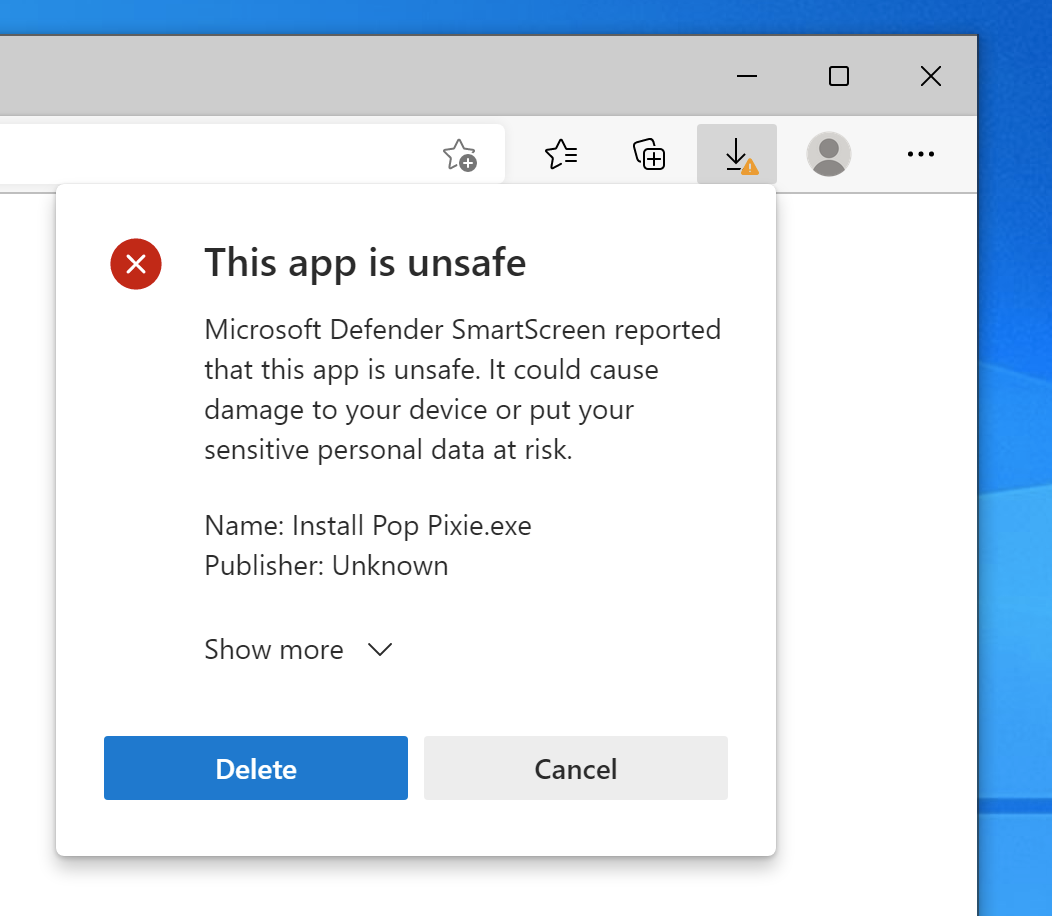 This app is unsafe
Microsoft Defender SmartScreen reported
that this app is unsafe. It could cause
damage to your device or put your
sensitive personal data at risk.
Name: Install Pop Pixie.exe
Publisher: Unknown
Show more
Delete
Cancel